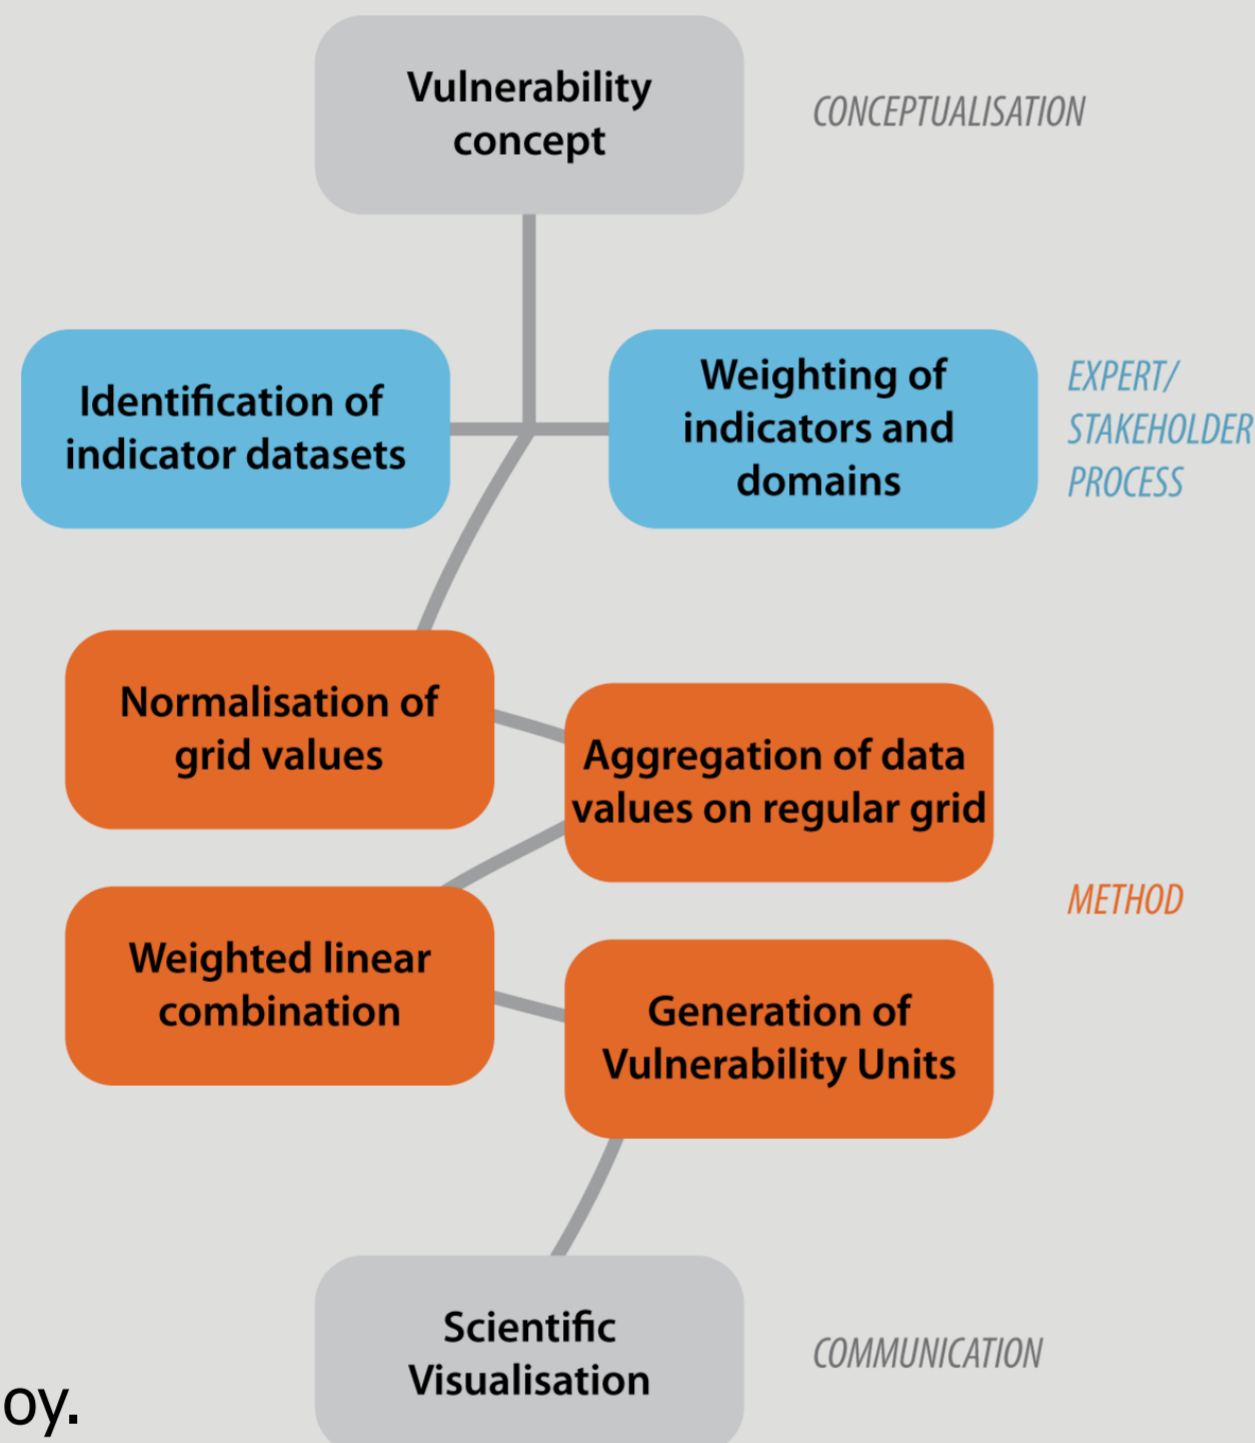 Vulnerability
concept
CONCEPTUALISATION
Identification of
indicator datasets
Weighting of
indicators and
domains
EXPERT/
STAKEHOLDER
PROCESS
Normalisation of
grid values
Aggregation of data
values on regular grid
METHOD
Weighted linear
combination
Generation of
Vulnerability Units
Scientific
Visualisation
COMMUNICATION
oy.